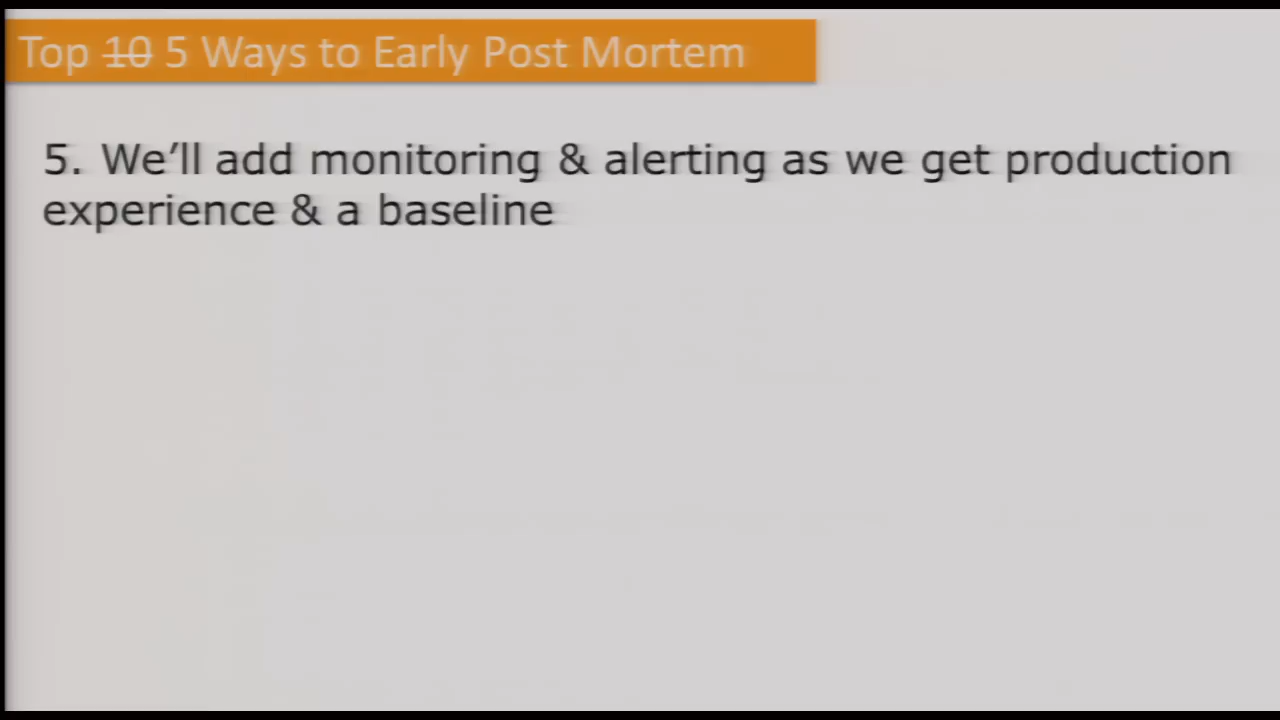 Top 10 5 Ways to Early Post Mortem
5. We'll add monitoring & alerting as we get production
experience & a baseline